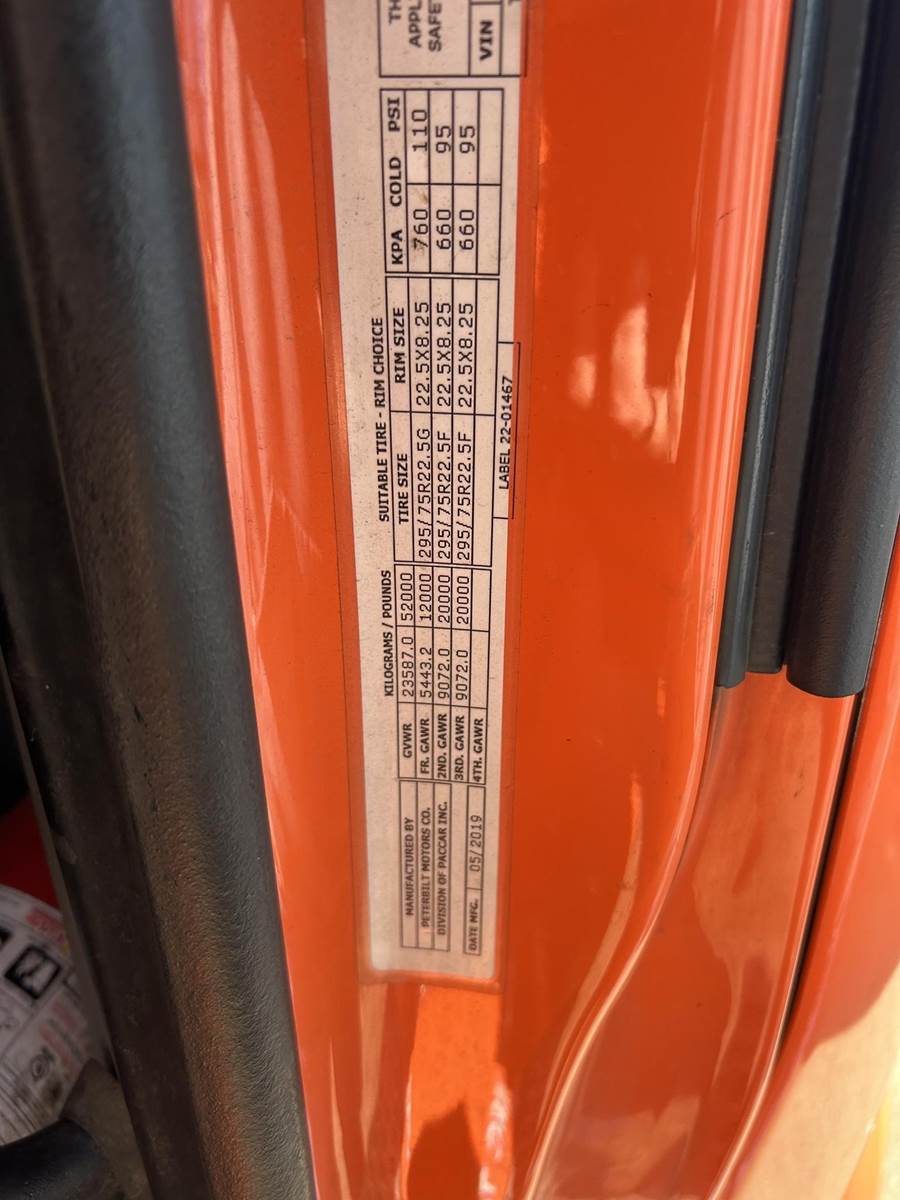 MANUFACTURED BY
PETERBILT MOTORS CO.
DIVISION OF PACCAR INC.
DATE MFG. 05/2019
KILOGRAMS / POUNDS
GVWR 23587.0 52000
FR. GAWR. 5443.2 12000
2ND. GAWR 9072.0 20000
3RD. GAWR 9072.0 20000
4TH. GAWR
SUITABLE TIRE - RIM CHOICE
TIRE SIZE RIM SIZE
295/75R22.5G 22.5X8.25
295/75R22.5F 22.5X8.25
295/75R22.5F 22.5X8.25
KPA COLD PSI
760 110
660 95
660 95
LABEL 22-01467
TH
APPL
SAFE
VIN